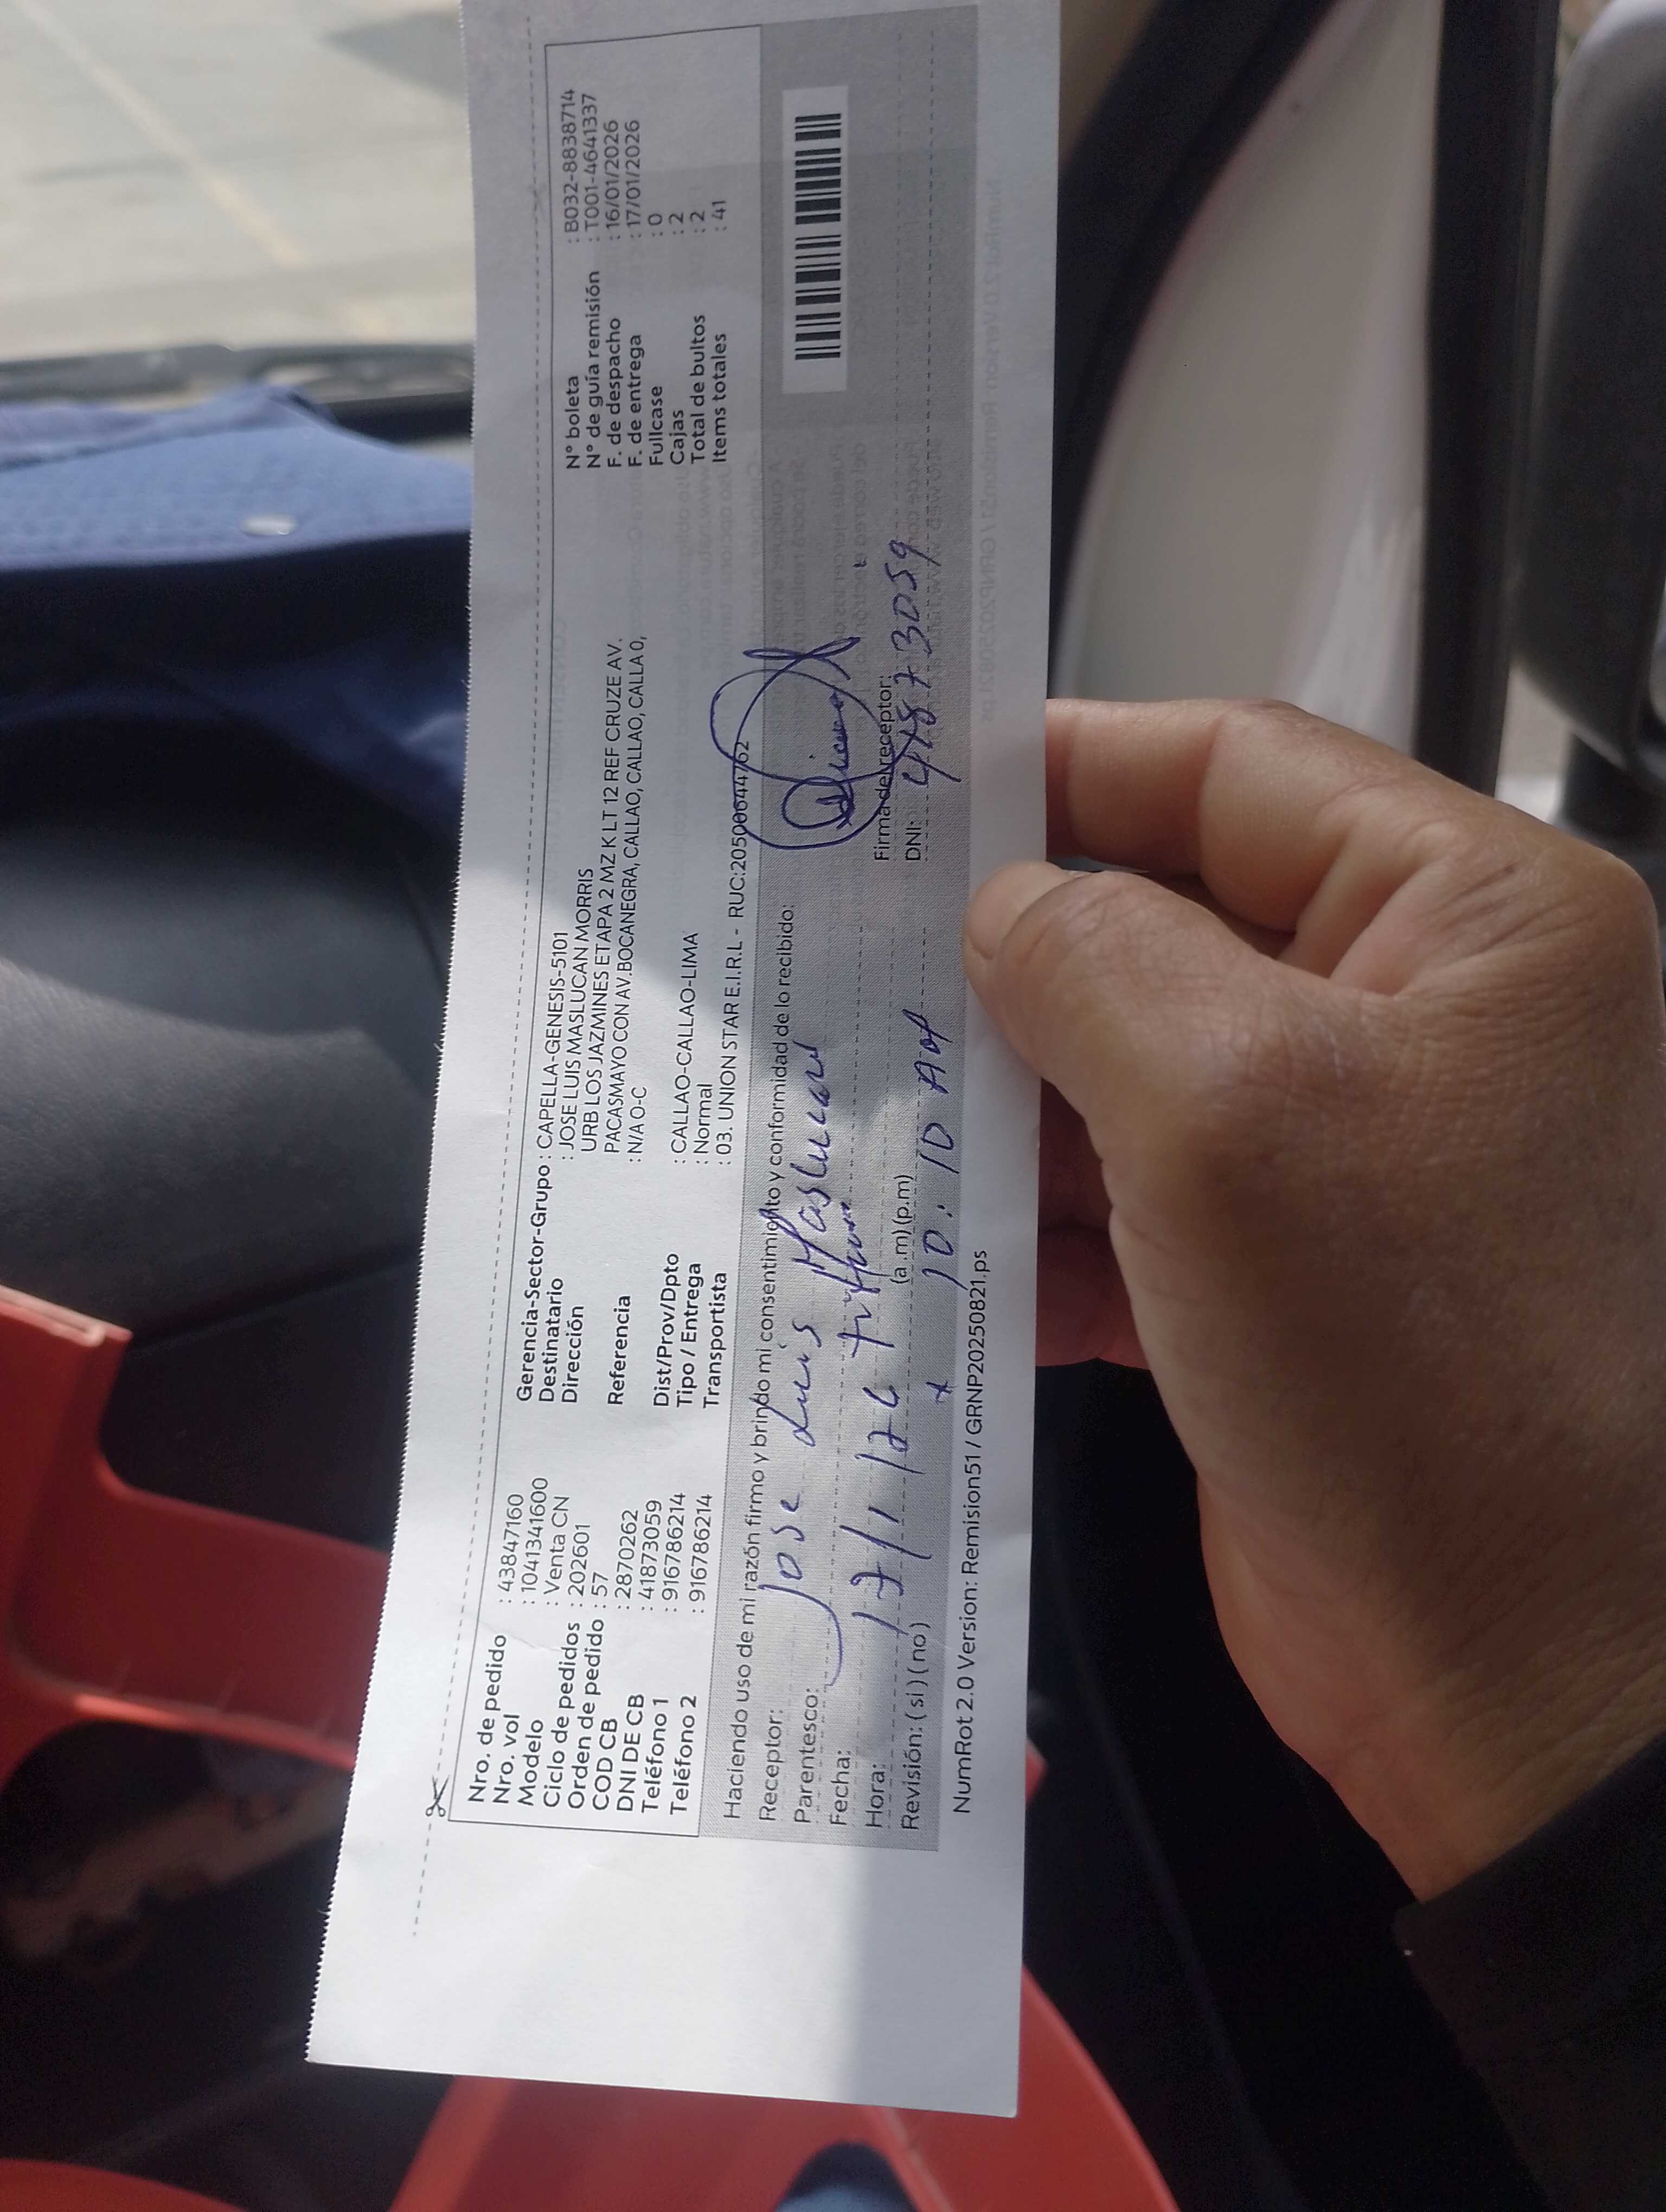 Nro. de pedido : 43847160
Nro. vol : 1041341600
Modelo : Venta CN
Ciclo de pedidos : 202601
Orden de pedido : 57
COD CB : 2870262
DNI DE CB : 41873059
Teléfono 1 : 916786214
Teléfono 2 : 916786214
Gerencia-Sector-Grupo : CAPELLA-GENESIS-5101
Destinatario : JOSE LUIS MASLUCAN MORRIS
Dirección URB LOS JAZMINES ETAPA 2 MZ K LT 12 REF CRUZE AV.
PACASMAYO CON AV.BOCANEGRA, CALLAO, CALLAO, CALLA 0,
Referencia : N/A O-C
Dist/Prov/Dpto : CALLAO-CALLAO-LIMA
Tipo / Entrega : Normal
Transportista : 03. UNION STAR E.I.R.L - RUC:20500644762
N° boleta : B032-8838714
N° de guía remisión : T001-4641337
F. de despacho : 16/01/2026
F. de entrega : 17/01/2026
Fullcase : 0
Cajas : 2
Total de bultos : 2
Items totales : 41
Haciendo uso de mi razón firmo y brindo mi consentimiento y conformidad de lo recibido:
Receptor: Jose Luis Maslucan
Parentesco:
Fecha: 17/1/26
Hora: (a.m)(p.m)
Revisión: (si) (no) x 10:10 
Firma del receptor:
DNI: 41873059
NumRot 2.0 Version: Remision51 / GRNP20250821.ps